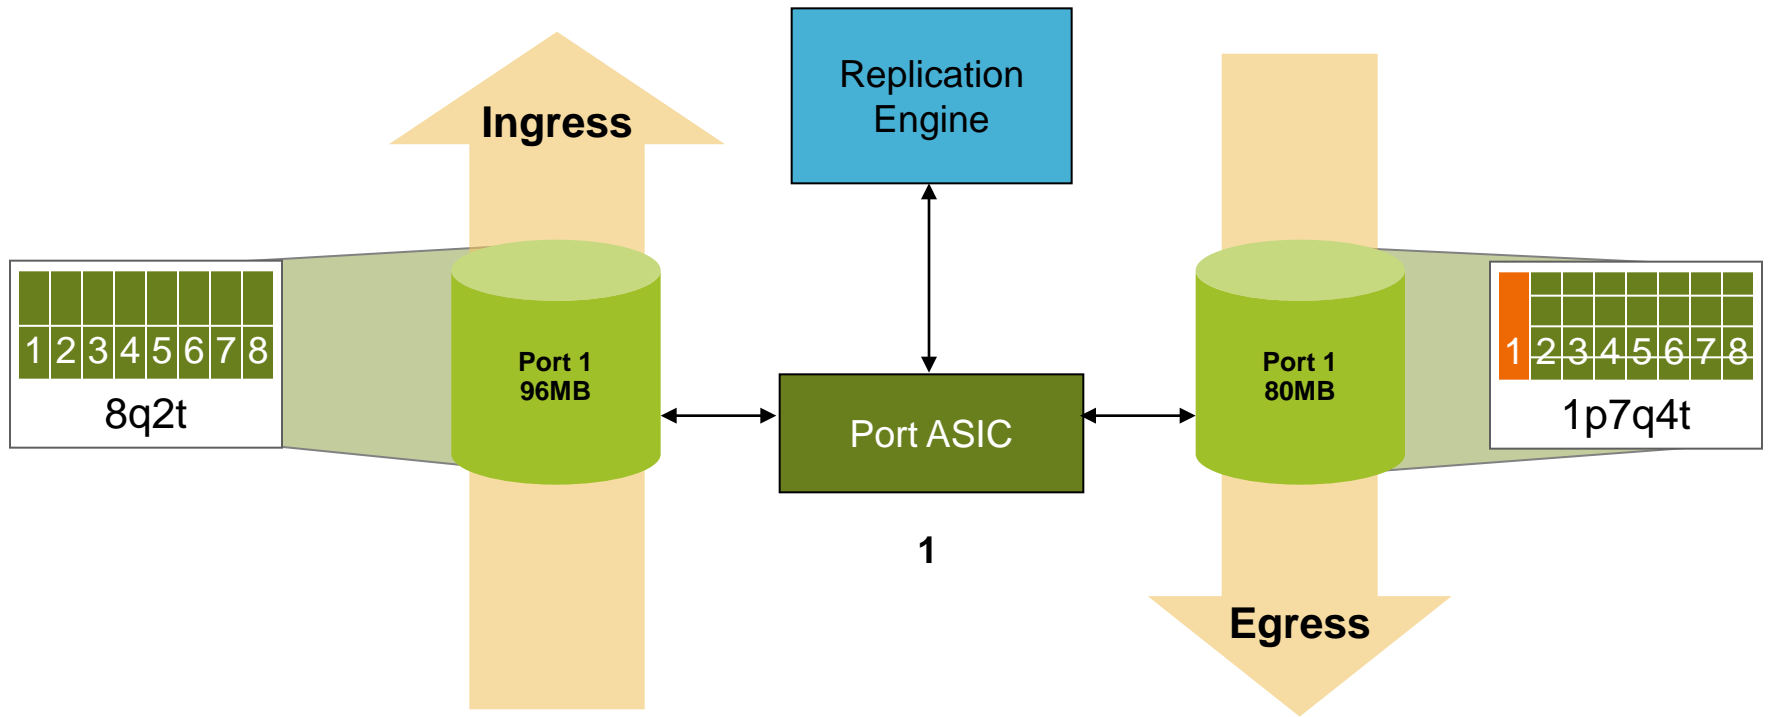 Replication
Engine
Ingress
1 2 3 4 5 6 7 8
8q2t
Port 1
96MB
Port ASIC
1
Port 1
80MB
1 2 3 4 5 6 7 8
1p7q4t
Egress